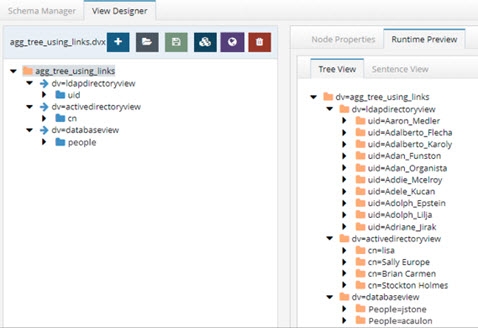 Schema Manager
View Designer
agg_tree_using_links.dvx
agg_tree_using_links
dv=ldapdirectoryview
uid
dv=activedirectoryview
cn
dv=databaseview
people
Node Properties
Runtime Preview
Tree View
Sentence View
dv=agg_tree_using_links
dv=ldapdirectoryview
uid=Aaron_Medler
uid=Adalberto_Flecha
uid=Adalberto_Karoly
uid=Adan_Funston
uid=Adan_Organista
uid=Addie_Mcelroy
uid=Adele_Kucan
uid=Adolph_Epstein
uid=Adolph_Lilja
uid=Adriane_Jirak
dv=activedirectoryview
cn=lisa
cn=Sally Europe
cn=Brian Carmen
cn=Stockton Holmes
dv=databaseview
People=jstone
People=acaulon